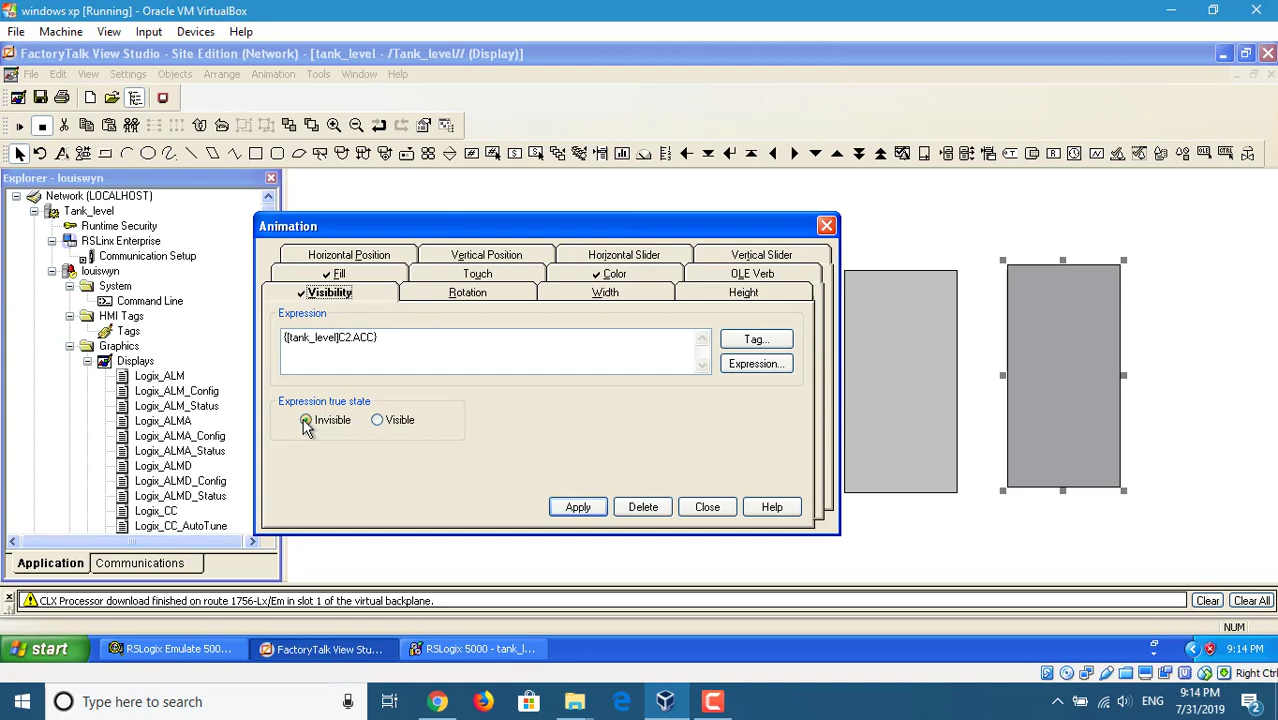 windows xp [Running] - Oracle VM VirtualBox
File Machine View Input Devices Help
FactoryTalk View Studio - Site Edition (Network) - [tank_level - /Tank_level// (Display)]
File Edit View Settings Objects Arrange Animation Tools Window Help
Explorer - louiswyn
Network (LOCALHOST)
Tank_level
Runtime Security
RSLinx Enterprise
Communication Setup
louiswyn
System
Command Line
HMI Tags
Tags
Graphics
Displays
Logix_ALM
Logix_ALM_Config
Logix_ALM_Status
Logix_ALMA
Logix_ALMA_Config
Logix_ALMA_Status
Logix_ALMD
Logix_ALMD_Config
Logix_ALMD_Status
Logix_CC
Logix_CC_AutoTune
Application Communications
Animation
Horizontal Position Vertical Position Horizontal Slider Vertical Slider
Fill Touch Color OLE Verb
Visibility Rotation Width Height
Expression
{[tank_level]C2.ACC}
Tag...
Expression...
Expression true state
Invisible Visible
Apply Delete Close Help
CLX Processor download finished on route 1756-Lx/Em in slot 1 of the virtual backplane.
Clear Clear All
NUM
start RSLogix Emulate 500... FactoryTalk View Stu... RSLogix 5000 - tank_l... 9:14 PM
Right Ctrl
Type here to search
ENG
9:14 PM
7/31/2019
2